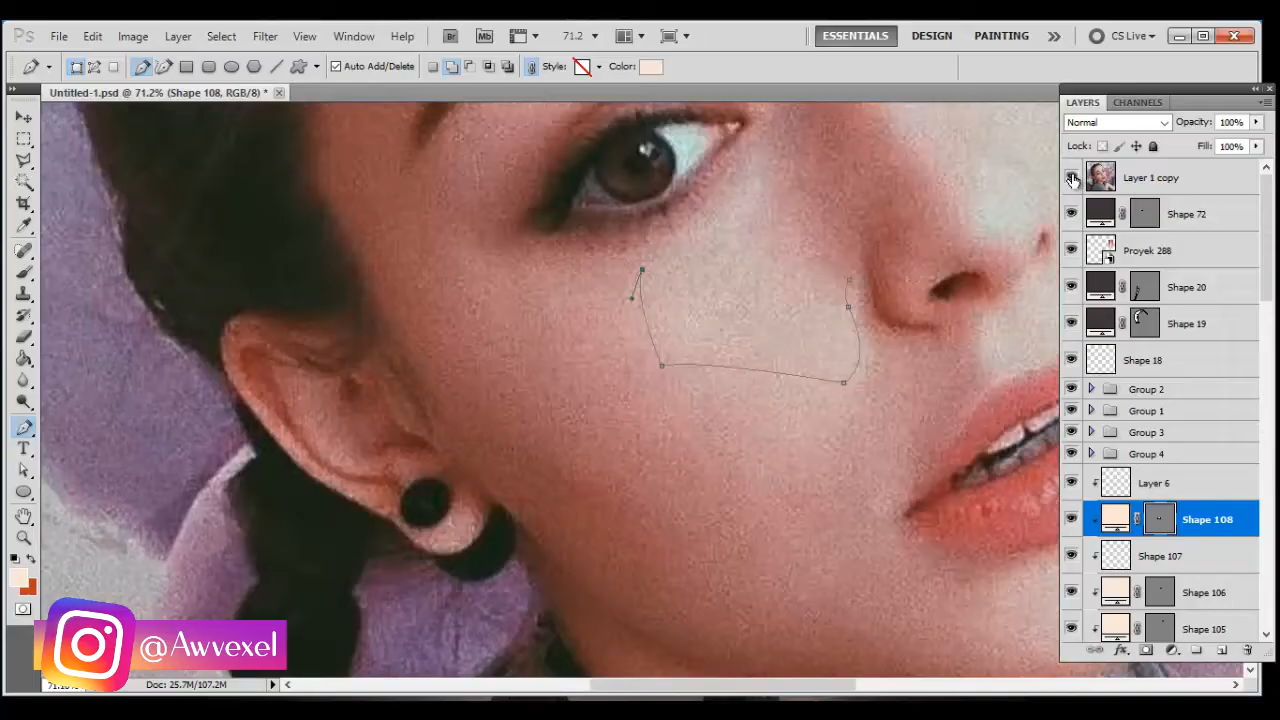 Ps File Edit Image Layer Select Filter View Window Help Br Mb 71.2 ESSENTIALS DESIGN PAINTING CS Live
Auto Add/Delete Style: Color:
Untitled-1.psd @ 71.2% (Shape 108, RGB/8) *
LAYERS CHANNELS
Normal Opacity: 100%
Lock: Fill: 100%
Layer 1 copy
Shape 72
Proyek 288
Shape 20
Shape 19
Shape 18
Group 2
Group 1
Group 3
Group 4
Layer 6
Shape 108
Shape 107
Shape 106
Shape 105
@Awvexel
Doc: 25.7M/107.2M